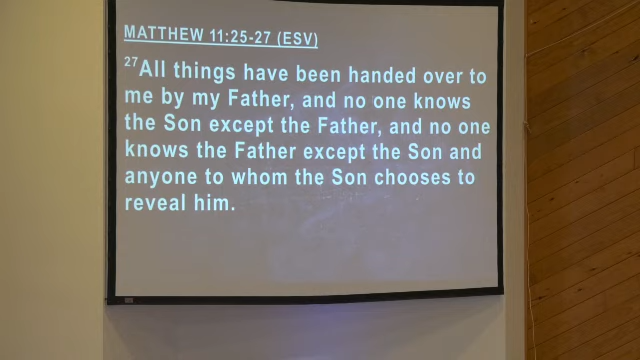 MATTHEW 11:25-27 (ESV)
27All things have been handed over to
me by my Father, and no one knows
the Son except the Father, and no one
knows the Father except the Son and
anyone to whom the Son chooses to
reveal him.